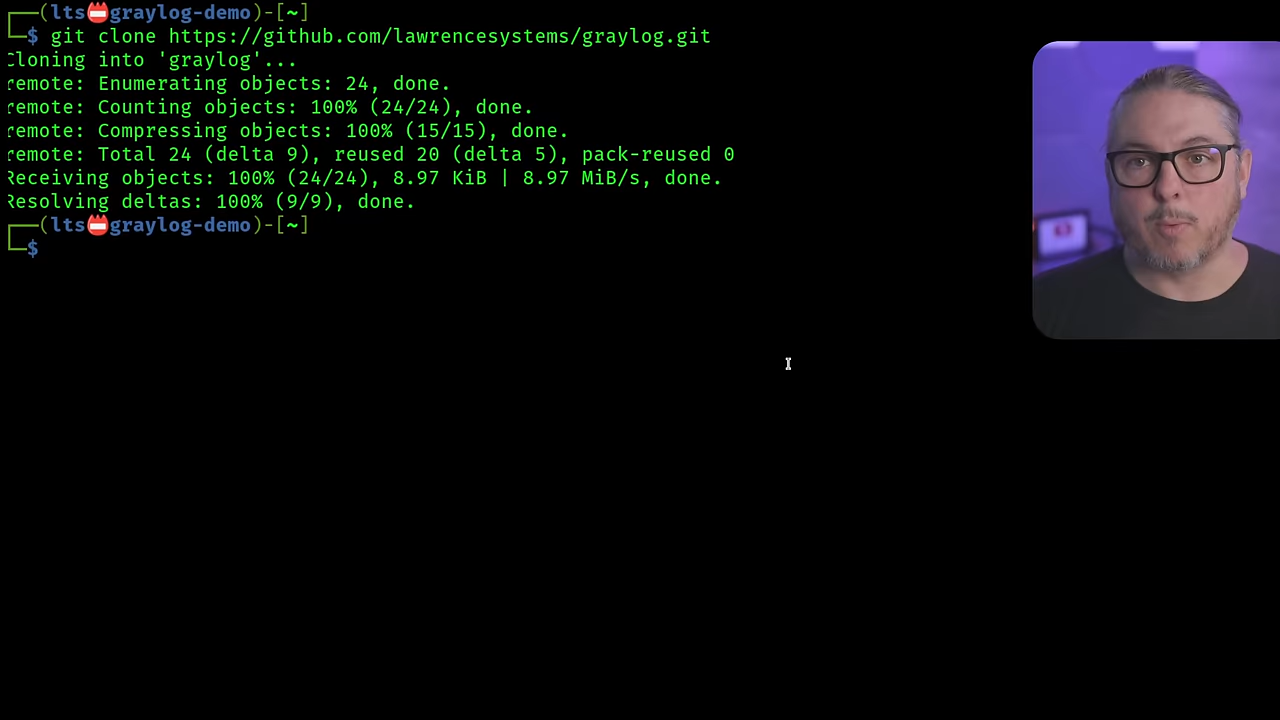 ┌──(lts📛graylog-demo)-[~]
└─$ git clone https://github.com/lawrencesystems/graylog.git
Cloning into 'graylog'...
remote: Enumerating objects: 24, done.
remote: Counting objects: 100% (24/24), done.
remote: Compressing objects: 100% (15/15), done.
remote: Total 24 (delta 9), reused 20 (delta 5), pack-reused 0
Receiving objects: 100% (24/24), 8.97 KiB | 8.97 MiB/s, done.
Resolving deltas: 100% (9/9), done.
┌──(lts📛graylog-demo)-[~]
└─$